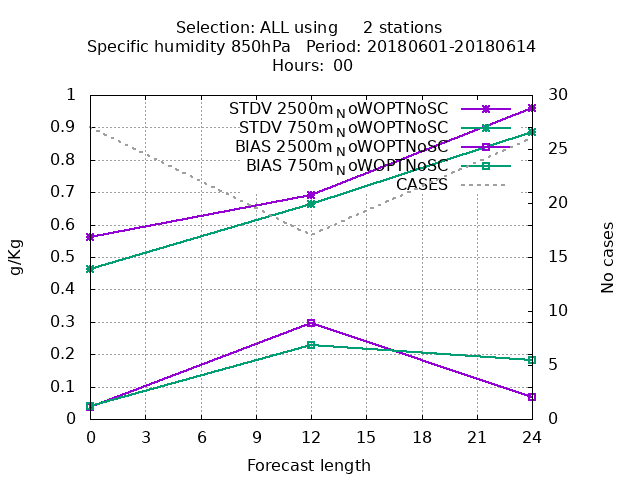 Selection: ALL using     2 stations
Specific humidity 850hPa   Period: 20180601-20180614
Hours: 00
STDV 2500m_NoWOPTNoSC
STDV 750m_NoWOPTNoSC
BIAS 2500m_NoWOPTNoSC
BIAS 750m_NoWOPTNoSC
CASES
g/Kg
1
0.9
0.8
0.7
0.6
0.5
0.4
0.3
0.2
0.1
0
No cases
30
25
20
15
10
5
0
0 3 6 9 12 15 18 21 24
Forecast length